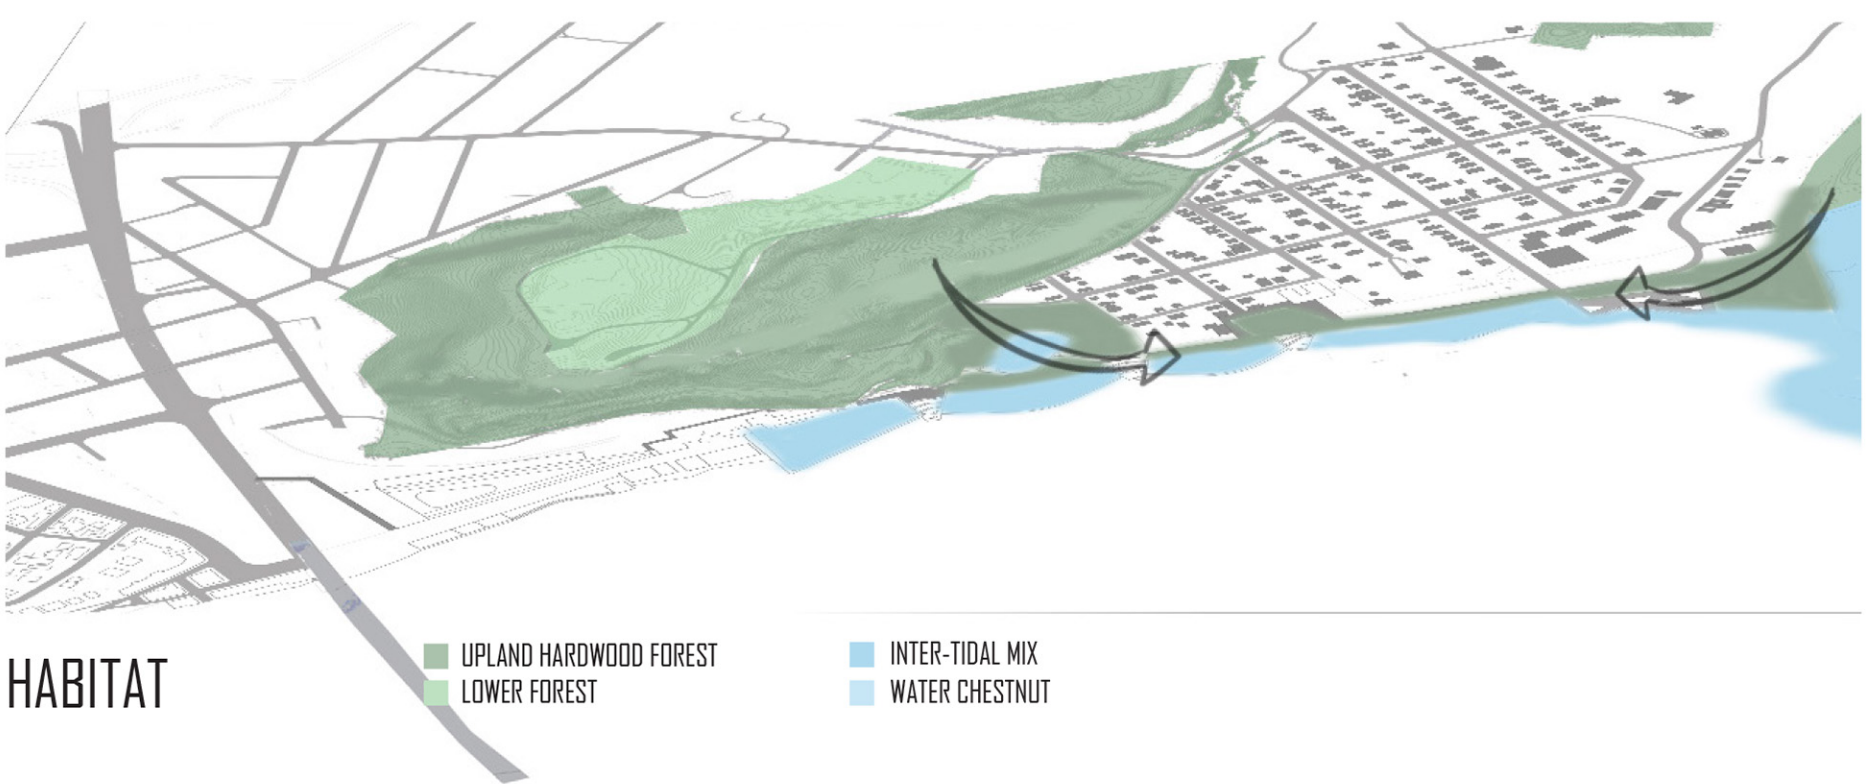 HABITAT
UPLAND HARDWOOD FOREST
LOWER FOREST
INTER-TIDAL MIX
WATER CHESTNUT